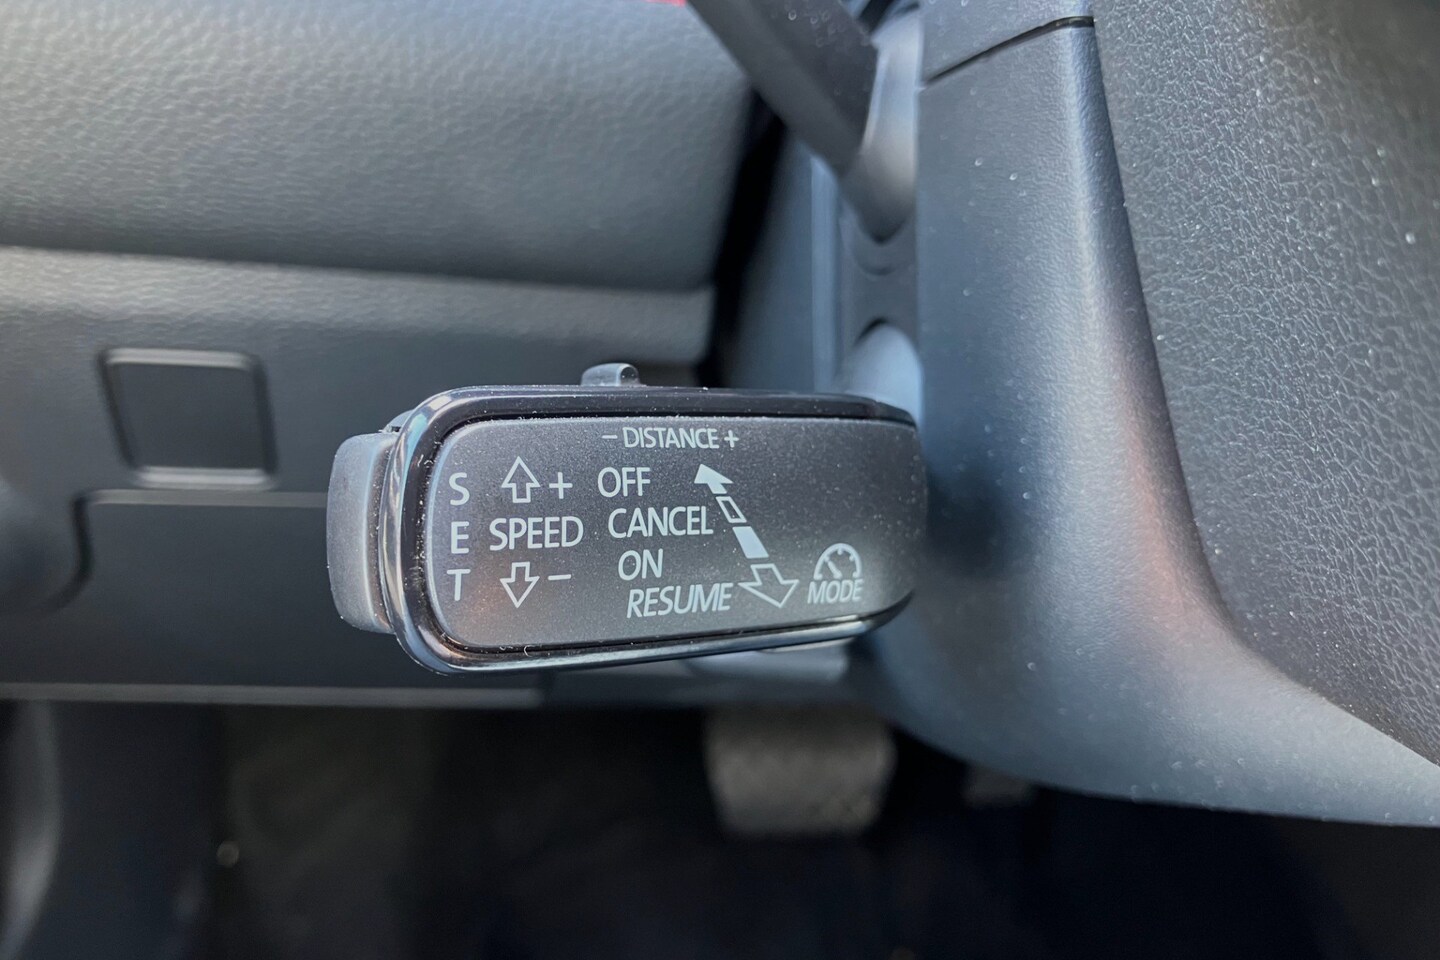 − DISTANCE +
S
E
T
+
SPEED
−
OFF
CANCEL
ON
RESUME
MODE